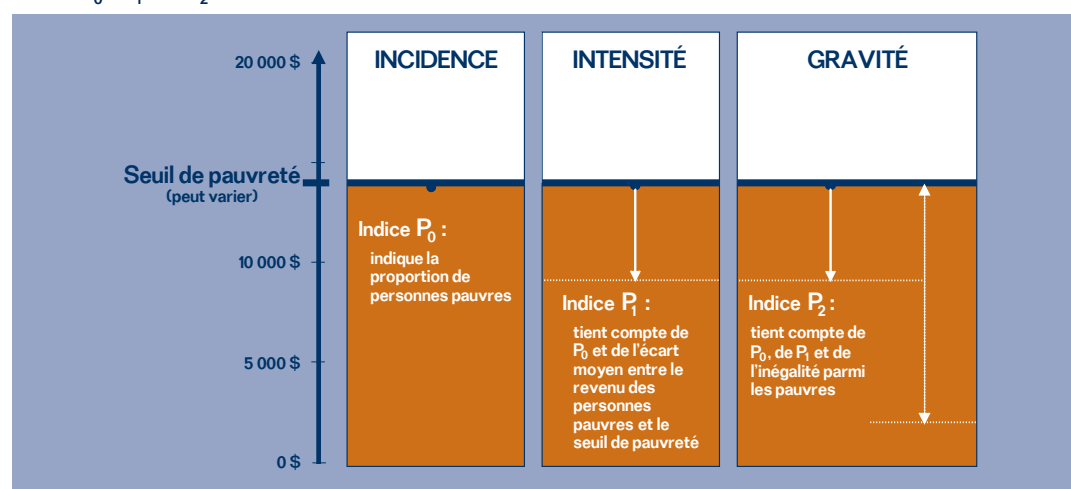 INCIDENCE
INTENSITÉ
GRAVITÉ
20 000 $
Seuil de pauvreté
(peut varier)
10 000 $
5 000 $
0 $
Indice P0 :
indique la
proportion de
personnes pauvres
Indice P1 :
tient compte de
P0 et de l'écart
moyen entre le
revenu des
personnes
pauvres et le
seuil de pauvreté
Indice P2 :
tient compte de
P0, de P1 et de
l'inégalité parmi
les pauvres